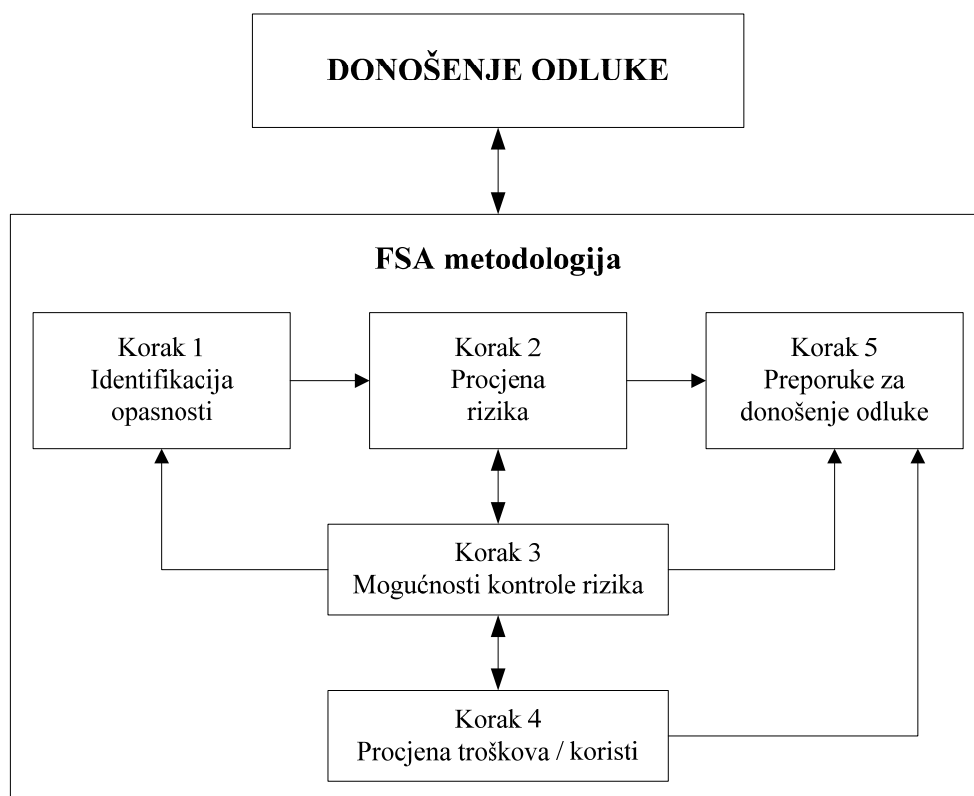 DONOŠENJE ODLUKE
FSA metodologija
Korak 1
Identifikacija
opasnosti
Korak 2
Procjena
rizika
Korak 5
Preporuke za
donošenje odluke
Korak 3
Mogućnosti kontrole rizika
Korak 4
Procjena troškova / koristi